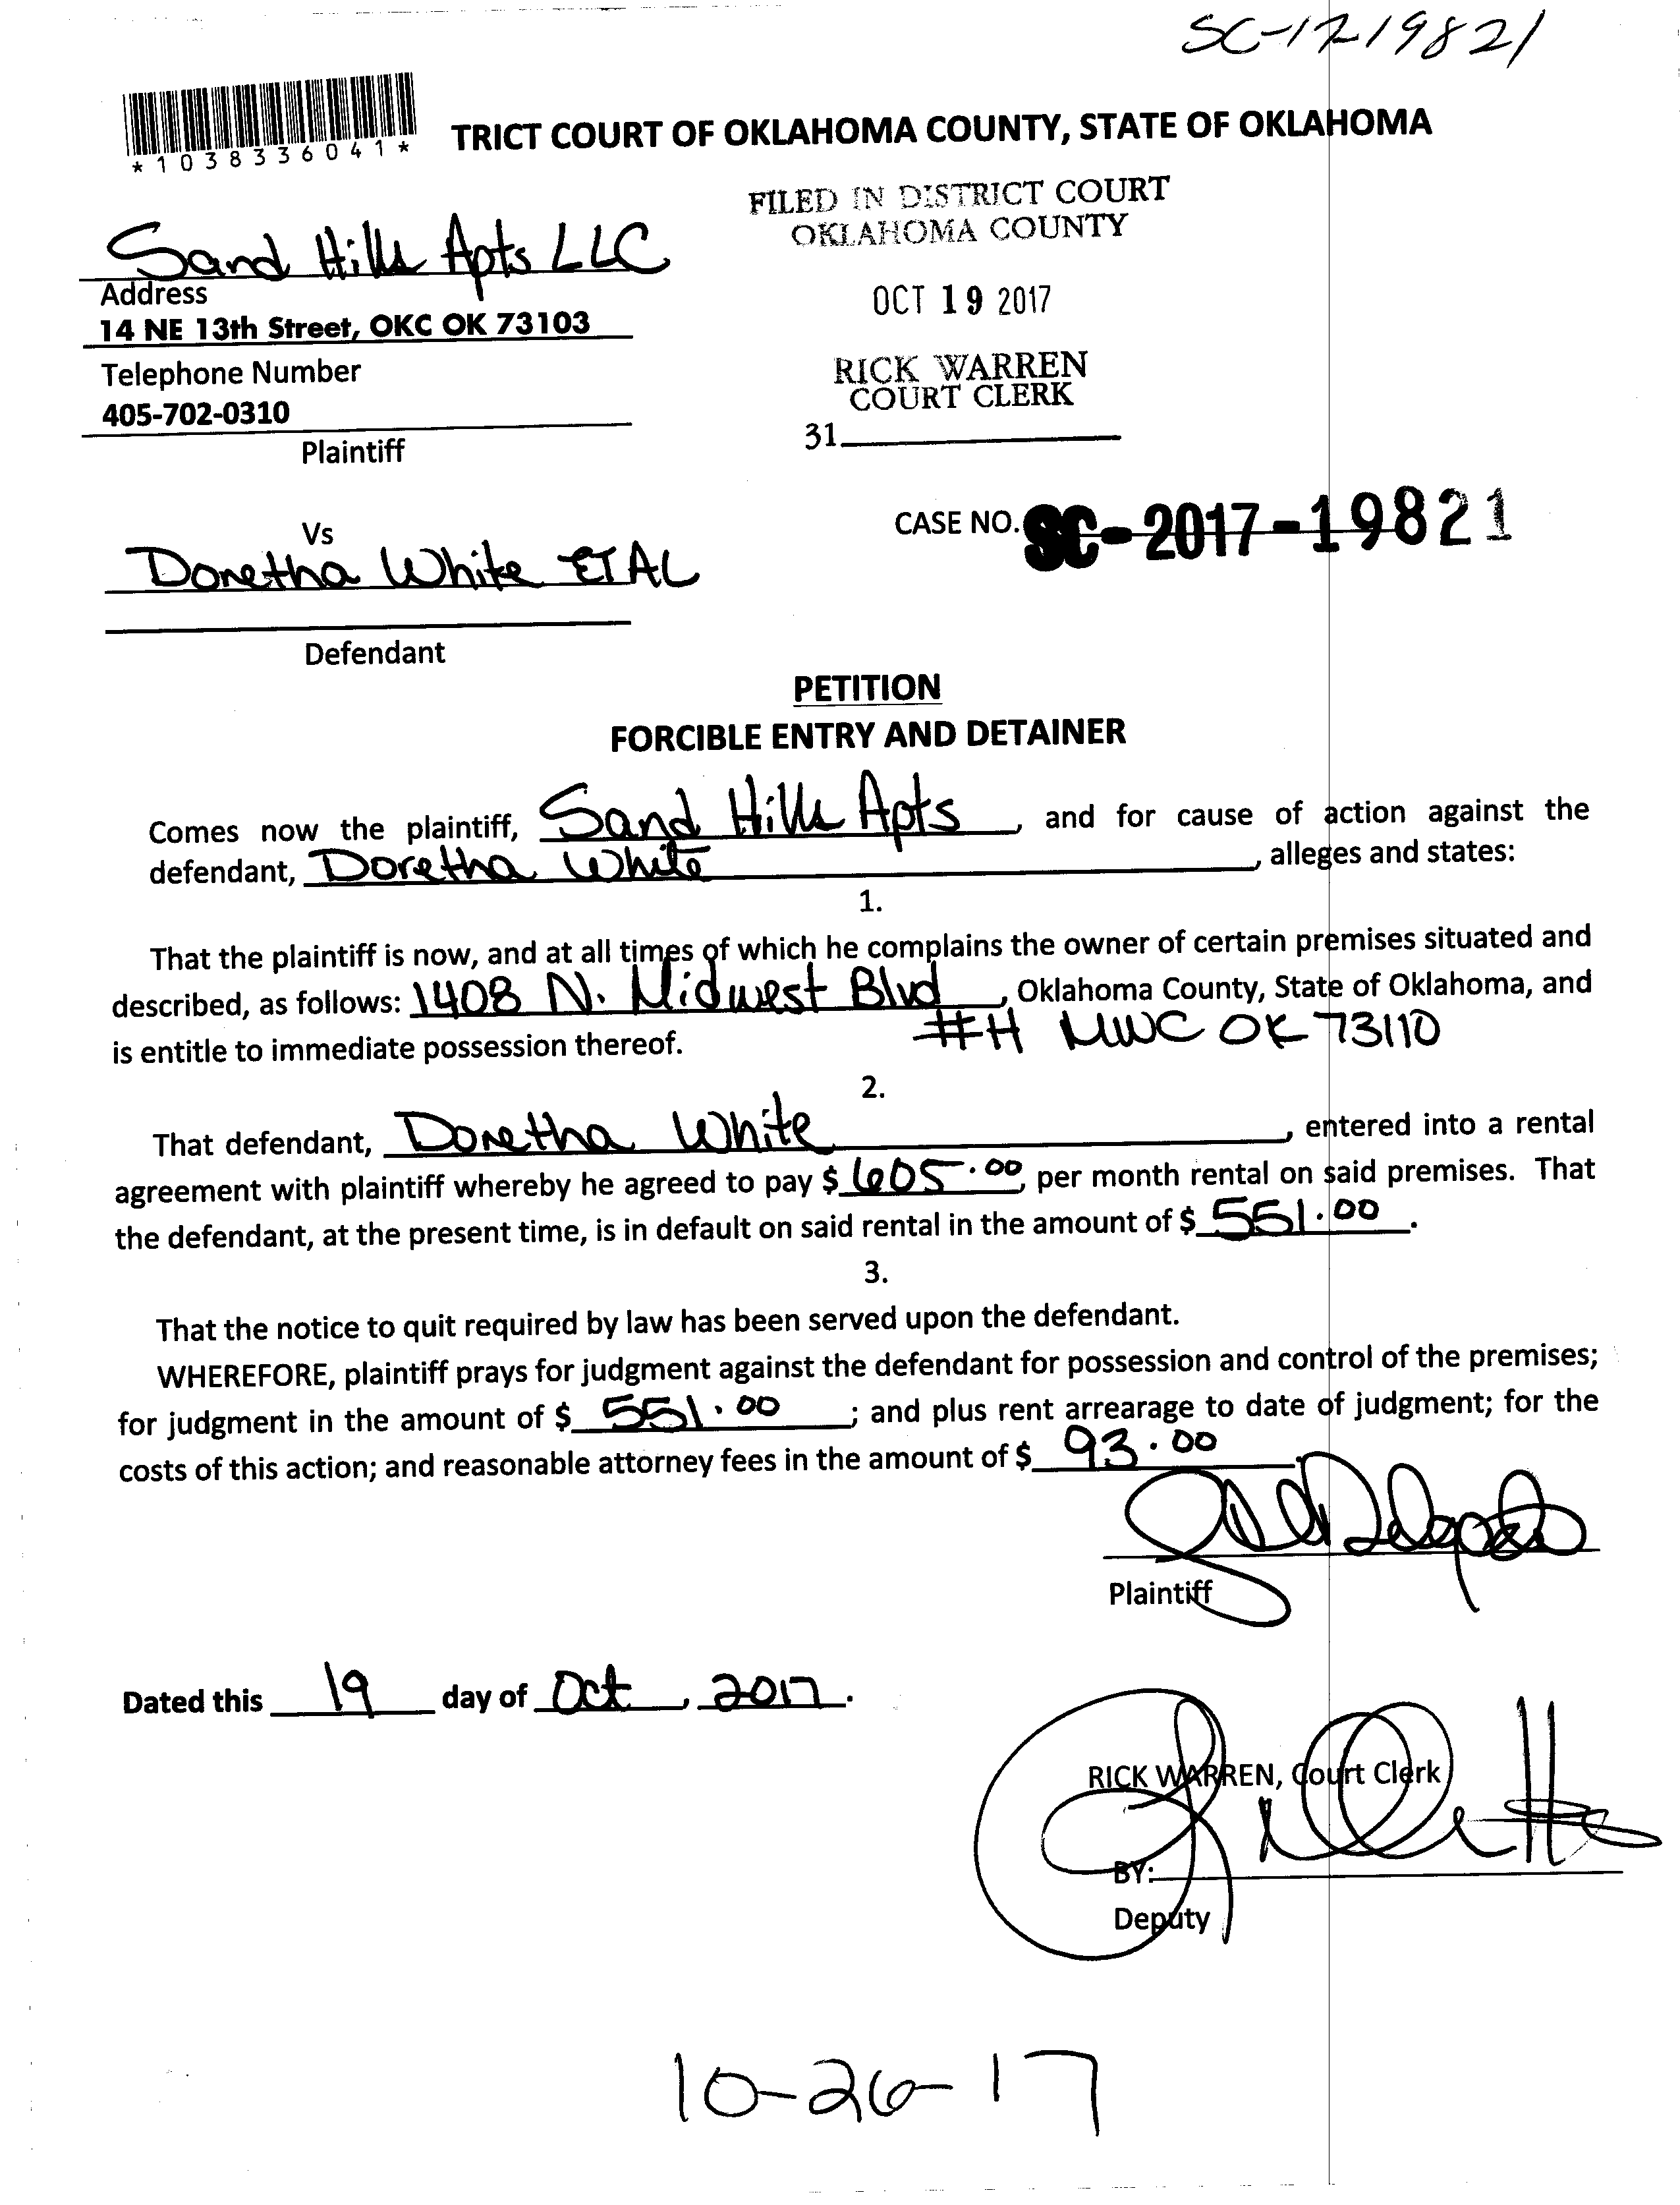 SC-17-19821
*1038336041*
TRICT COURT OF OKLAHOMA COUNTY, STATE OF OKLAHOMA
FILED IN DISTRICT COURT
OKLAHOMA COUNTY
Sand Hills Apts LLC
Address
14 NE 13th Street, OKC OK 73103
OCT 19 2017
Telephone Number
405-702-0310
RICK WARREN
COURT CLERK
31
Plaintiff
Vs
CASE NO. SC-2017-19821
Doretha White ET AL
Defendant
PETITION
FORCIBLE ENTRY AND DETAINER
Comes now the plaintiff, Sand Hills Apts, and for cause of action against the
defendant, Doretha White, alleges and states:
1.
That the plaintiff is now, and at all times of which he complains the owner of certain premises situated and
described, as follows: 1408 N. Midwest Blvd, Oklahoma County, State of Oklahoma, and
#H MWC OK 73110
is entitle to immediate possession thereof.
2.
That defendant, Doretha White, entered into a rental
agreement with plaintiff whereby he agreed to pay $ 605.00, per month rental on said premises. That
the defendant, at the present time, is in default on said rental in the amount of $ 551.00.
3.
That the notice to quit required by law has been served upon the defendant.
WHEREFORE, plaintiff prays for judgment against the defendant for possession and control of the premises;
for judgment in the amount of $ 551.00; and plus rent arrearage to date of judgment; for the
costs of this action; and reasonable attorney fees in the amount of $ 93.00
Plaintiff
Dated this 19 day of Oct, 2017.
RICK WARREN, Court Clerk
BY:
Deputy
10-26-17